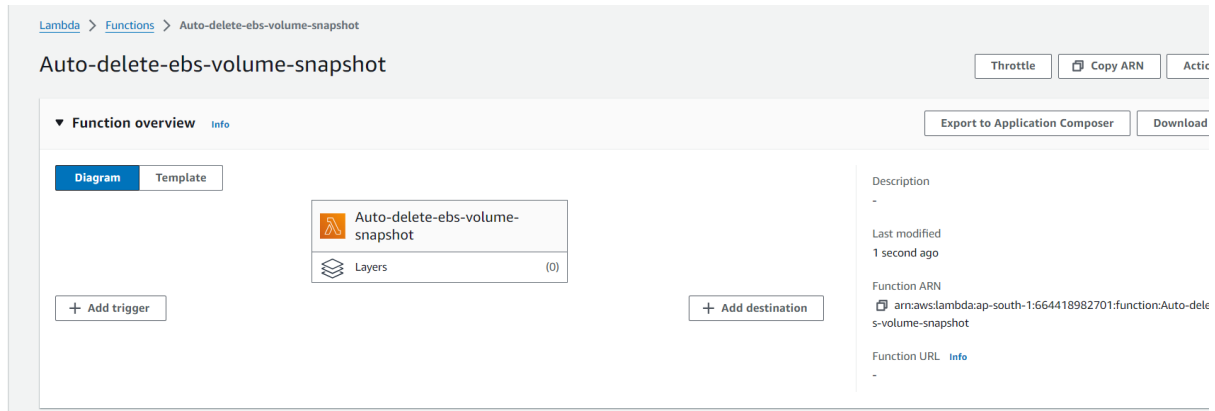 Lambda > Functions > Auto-delete-ebs-volume-snapshot
Auto-delete-ebs-volume-snapshot
Throttle
Copy ARN
Function overview Info
Export to Application Composer
Download
Diagram
Template
Auto-delete-ebs-volume-
snapshot
Layers (0)
+ Add trigger
+ Add destination
Description
-
Last modified
1 second ago
Function ARN
arn:aws:lambda:ap-south-1:664418982701:function:Auto-dele
s-volume-snapshot
Function URL Info
-